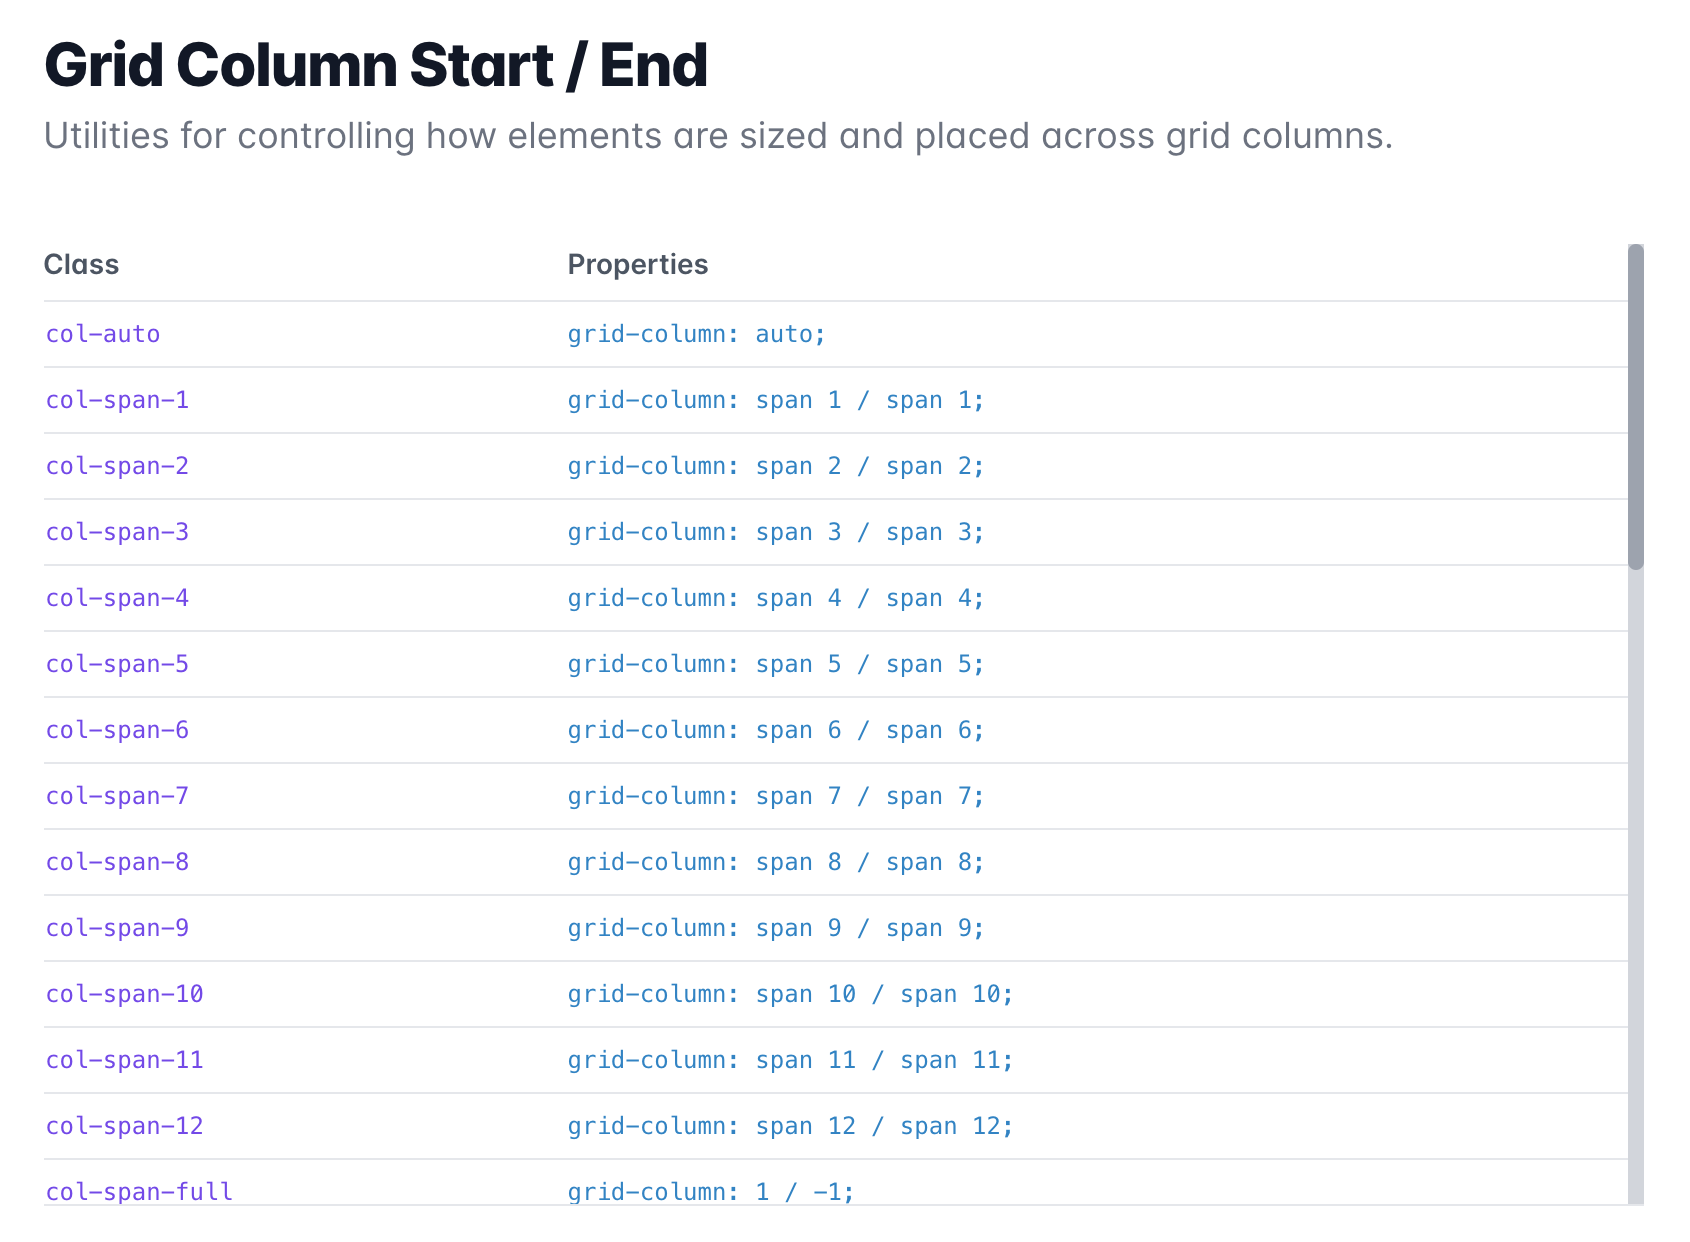 Grid Column Start / End
Utilities for controlling how elements are sized and placed across grid columns.
Class Properties
col-auto grid-column: auto;
col-span-1 grid-column: span 1 / span 1;
col-span-2 grid-column: span 2 / span 2;
col-span-3 grid-column: span 3 / span 3;
col-span-4 grid-column: span 4 / span 4;
col-span-5 grid-column: span 5 / span 5;
col-span-6 grid-column: span 6 / span 6;
col-span-7 grid-column: span 7 / span 7;
col-span-8 grid-column: span 8 / span 8;
col-span-9 grid-column: span 9 / span 9;
col-span-10 grid-column: span 10 / span 10;
col-span-11 grid-column: span 11 / span 11;
col-span-12 grid-column: span 12 / span 12;
col-span-full grid-column: 1 / -1;